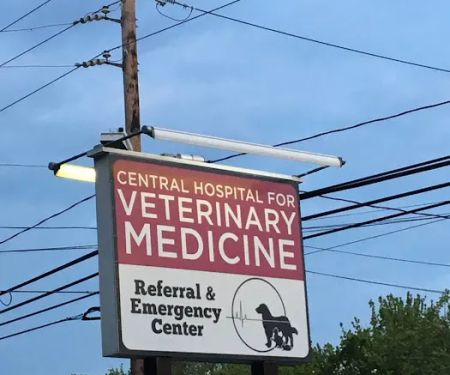 CENTRAL HOSPITAL FOR
VETERINARY
MEDICINE
Referral &
Emergency
Center